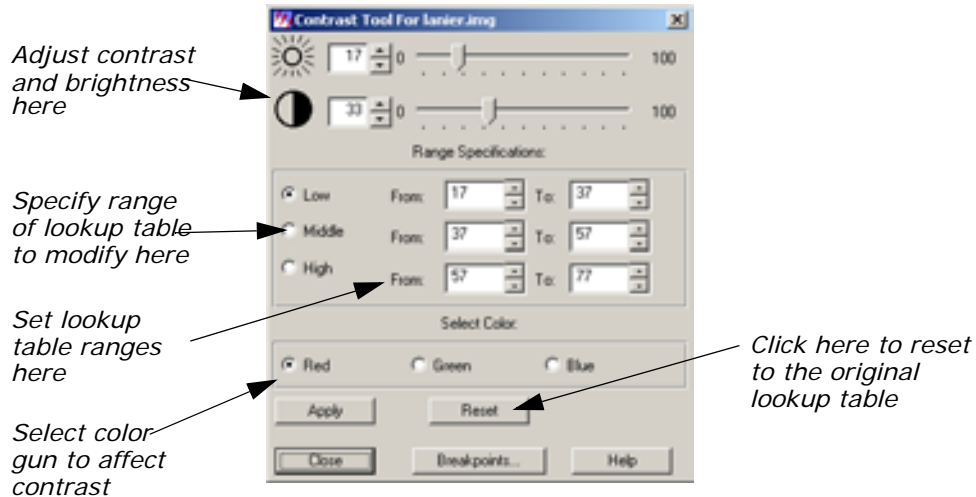 Contrast Tool For lanier.img
Adjust contrast
and brightness
here
17 0 100
33 0 100
Range Specifications:
Specify range
of lookup table
to modify here
Low From: 17 To: 37
Middle From: 37 To: 57
High From: 57 To: 77
Set lookup
table ranges
here
Select Color:
Red Green Blue
Click here to reset
to the original
lookup table
Apply Reset
Select color
gun to affect
contrast
Close Breakpoints... Help